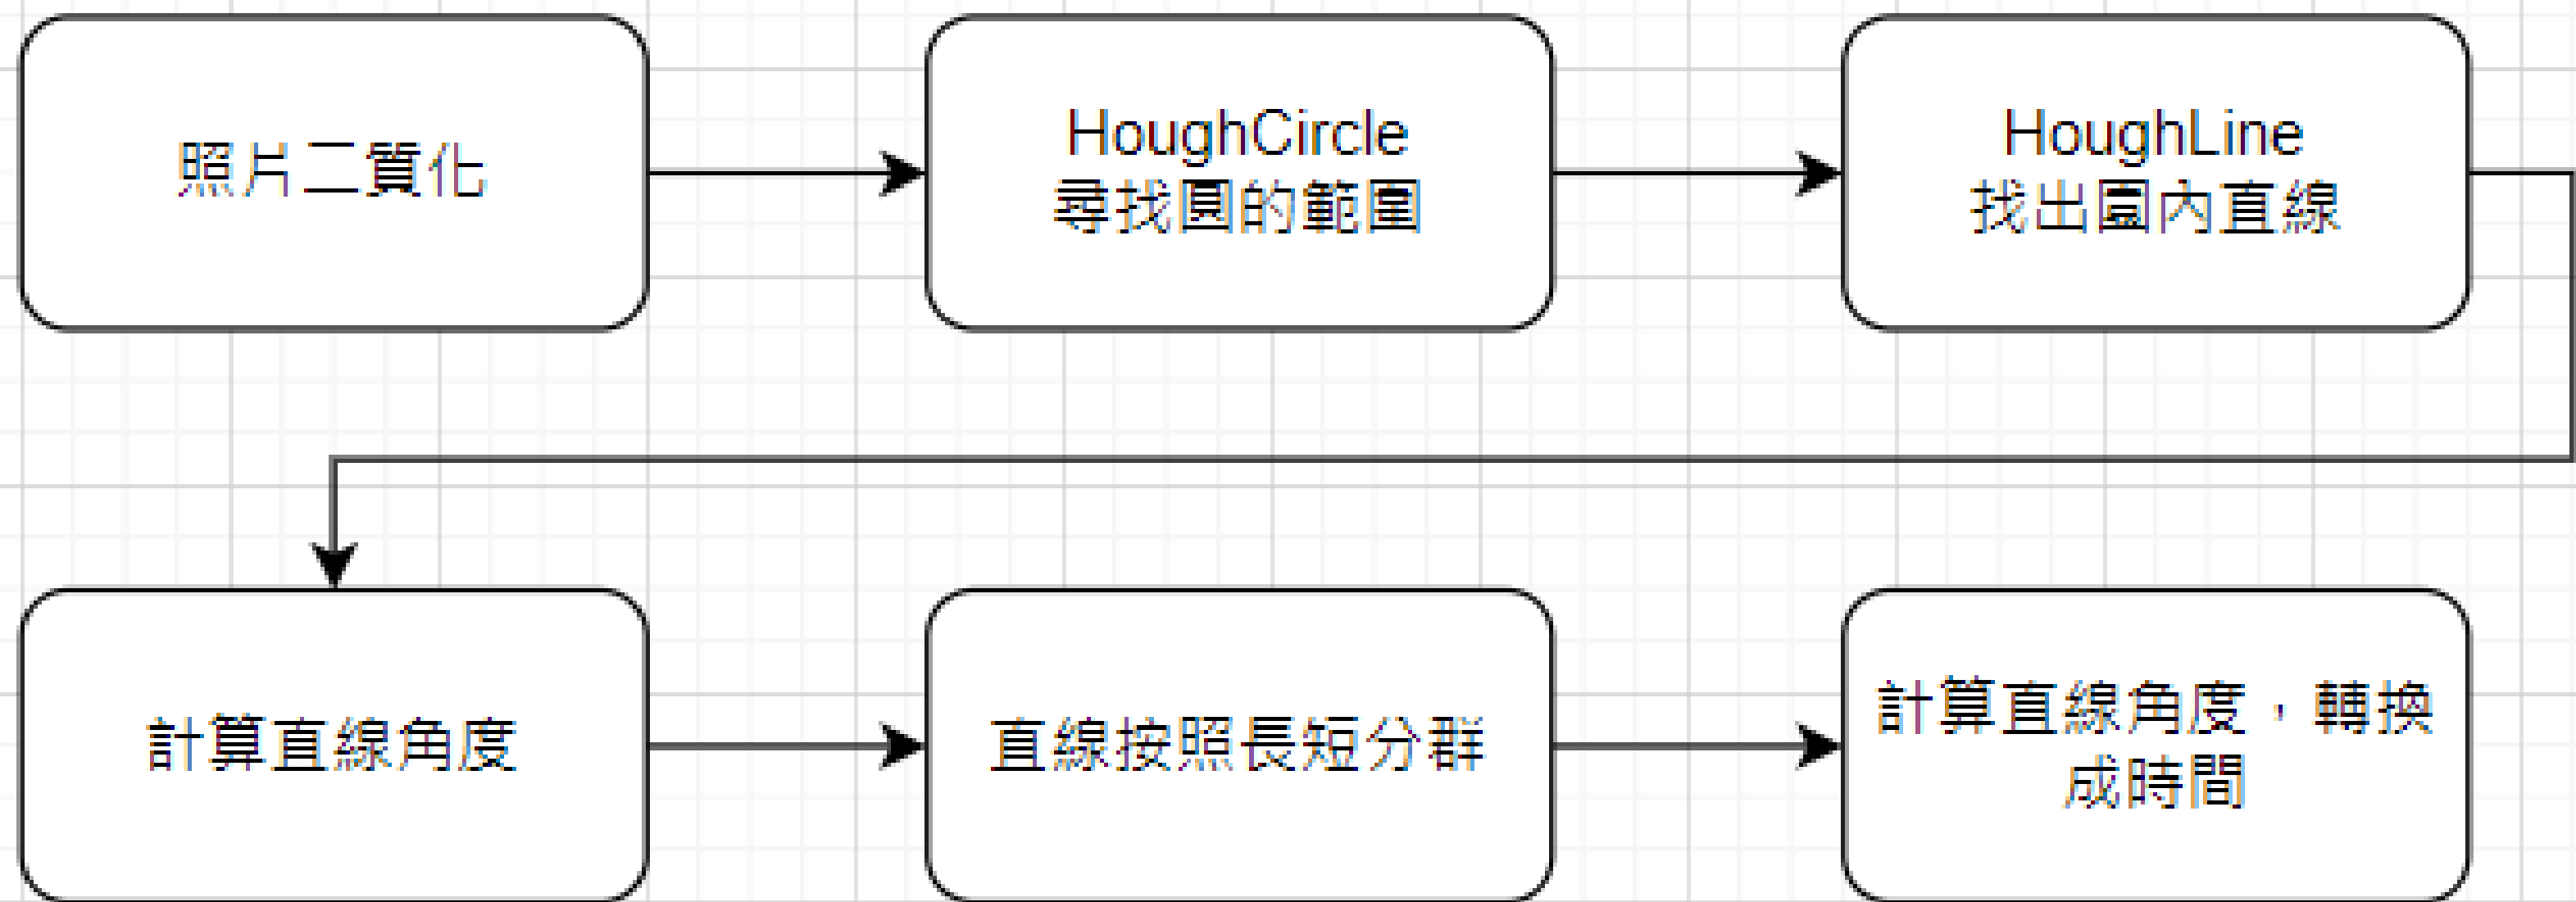 照片二質化
HoughCircle
尋找圓的範圍
HoughLine
找出圓內直線
計算直線角度
直線按照長短分群
計算直線角度，轉換
成時間